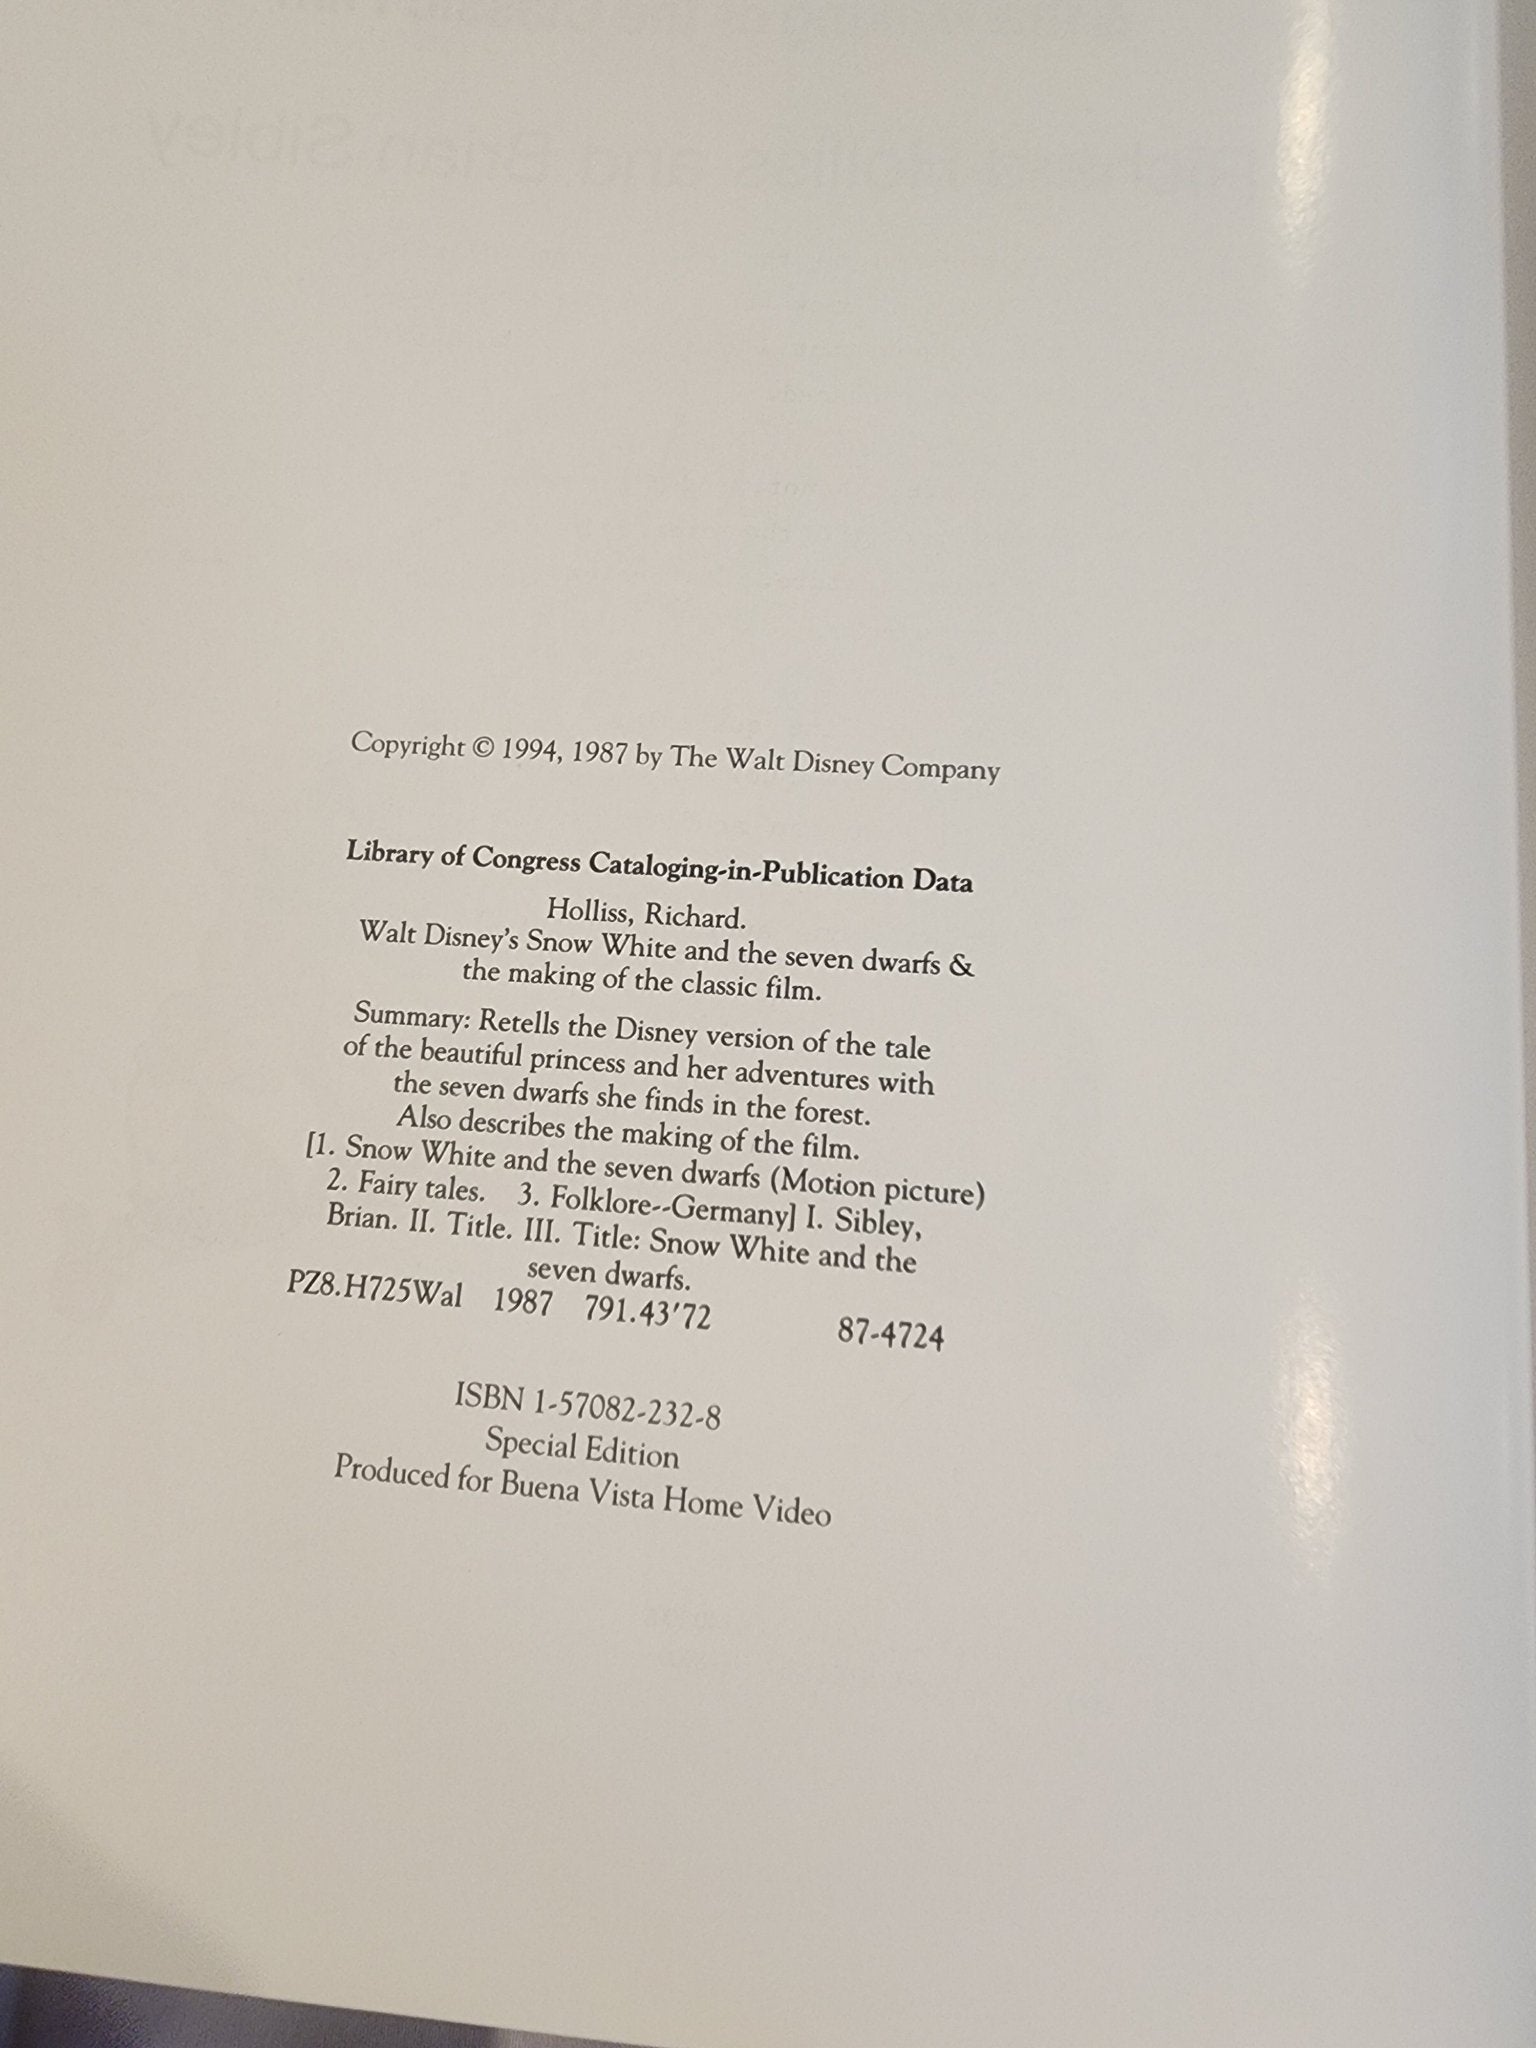 Copyright © 1994, 1987 by The Walt Disney Company
Library of Congress Cataloging-in-Publication Data
Holliss, Richard.
Walt Disney's Snow White and the seven dwarfs &
the making of the classic film.
Summary: Retells the Disney version of the tale
of the beautiful princess and her adventures with
the seven dwarfs she finds in the forest.
Also describes the making of the film.
[1. Snow White and the seven dwarfs (Motion picture)
2. Fairy tales. 3. Folklore--Germany] I. Sibley,
Brian. II. Title. III. Title: Snow White and the
seven dwarfs.
PZ8.H725Wal 1987 791.43'72 87-4724
ISBN 1-57082-232-8
Special Edition
Produced for Buena Vista Home Video